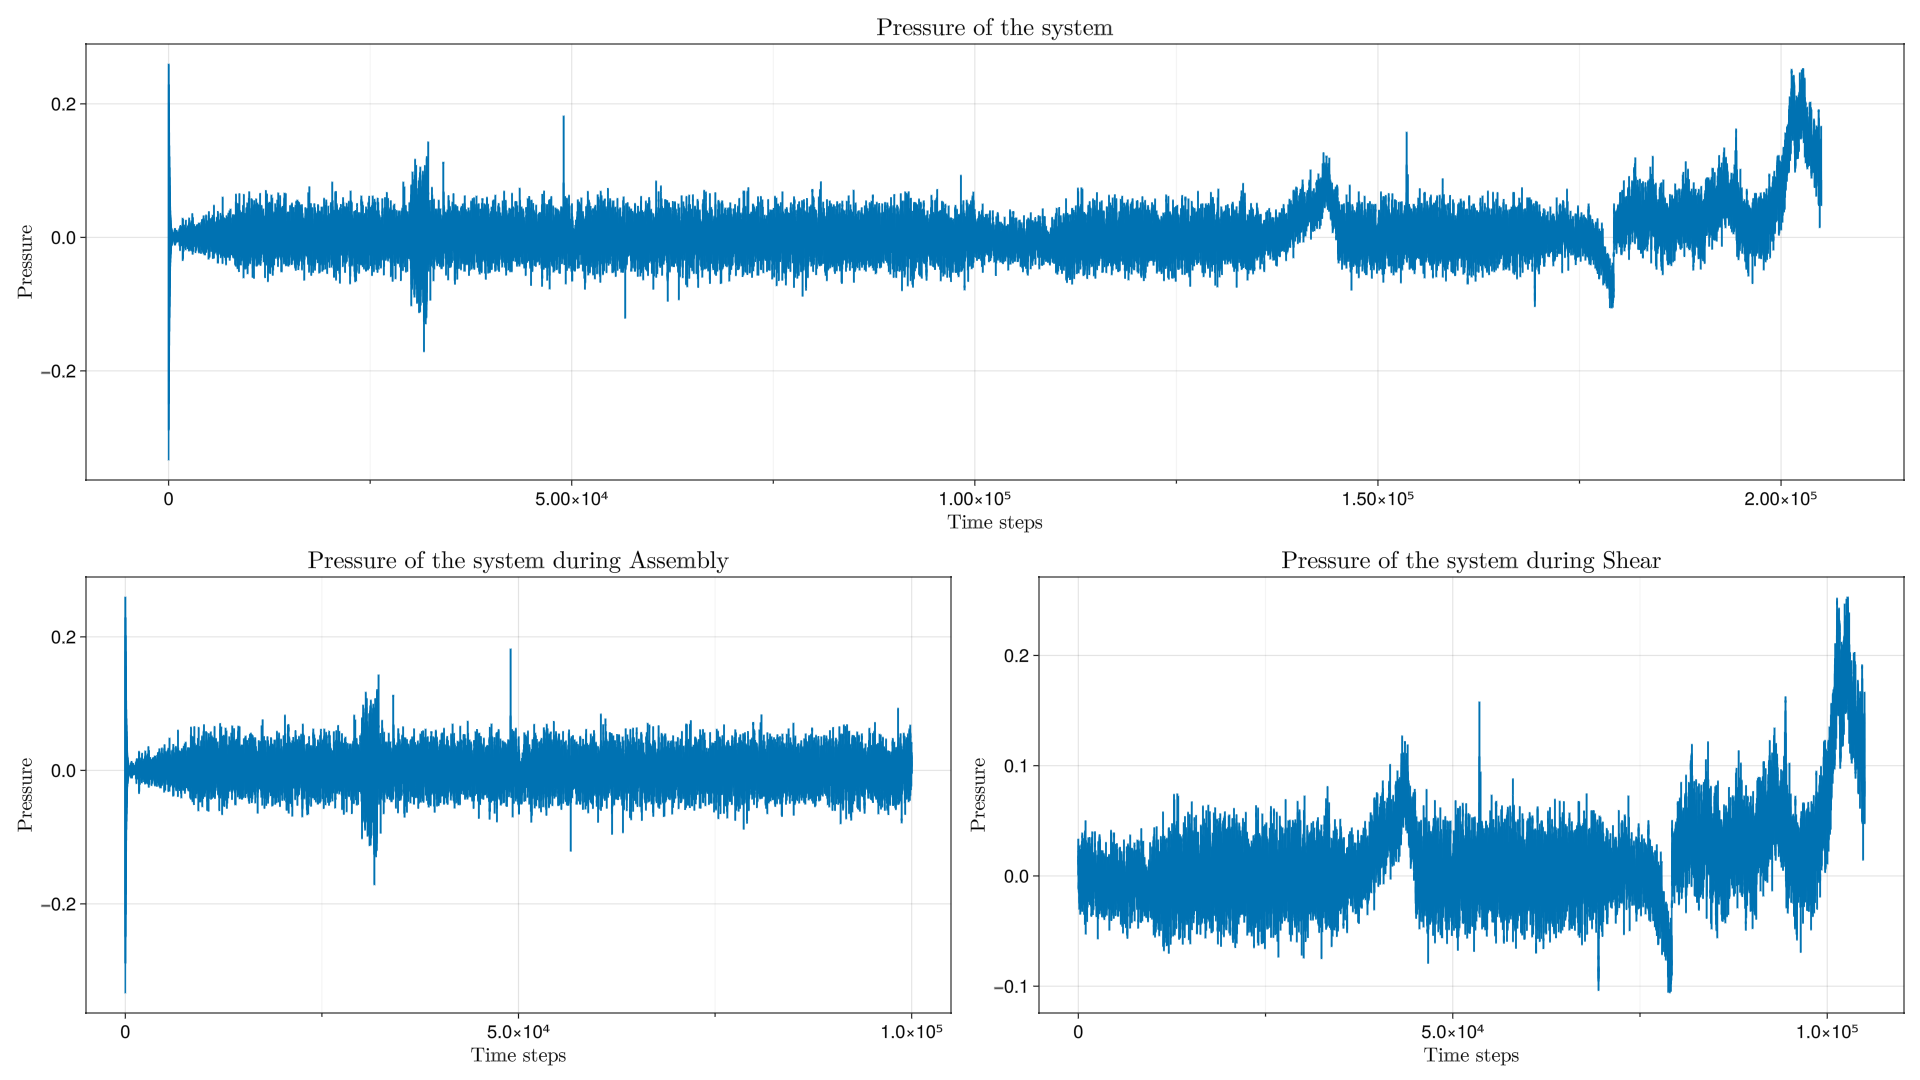 Pressure of the system
Pressure
0.2
0.0
−0.2
0
5.00×10⁴
1.00×10⁵
1.50×10⁵
2.00×10⁵
Time steps
Pressure of the system during Assembly
Pressure
0.2
0.0
−0.2
0
5.0×10⁴
1.0×10⁵
Time steps
Pressure of the system during Shear
Pressure
0.2
0.1
0.0
−0.1
0
5.0×10⁴
1.0×10⁵
Time steps